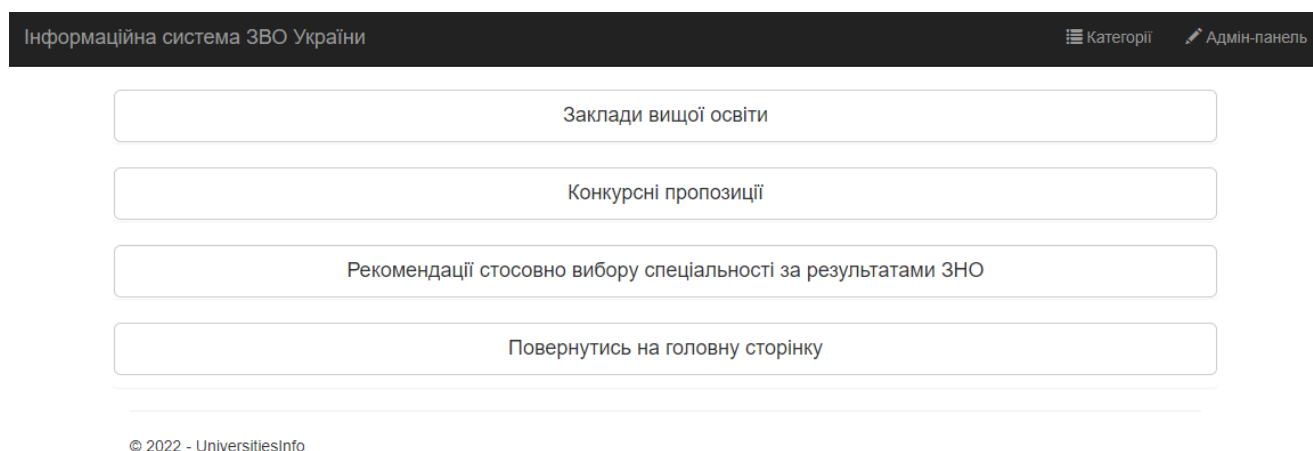 Інформаційна система ЗВО України
Категорії
Адмін-панель
Заклади вищої освіти
Конкурсні пропозиції
Рекомендації стосовно вибору спеціальності за результатами ЗНО
Повернутись на головну сторінку
© 2022 - UniversitiesInfo